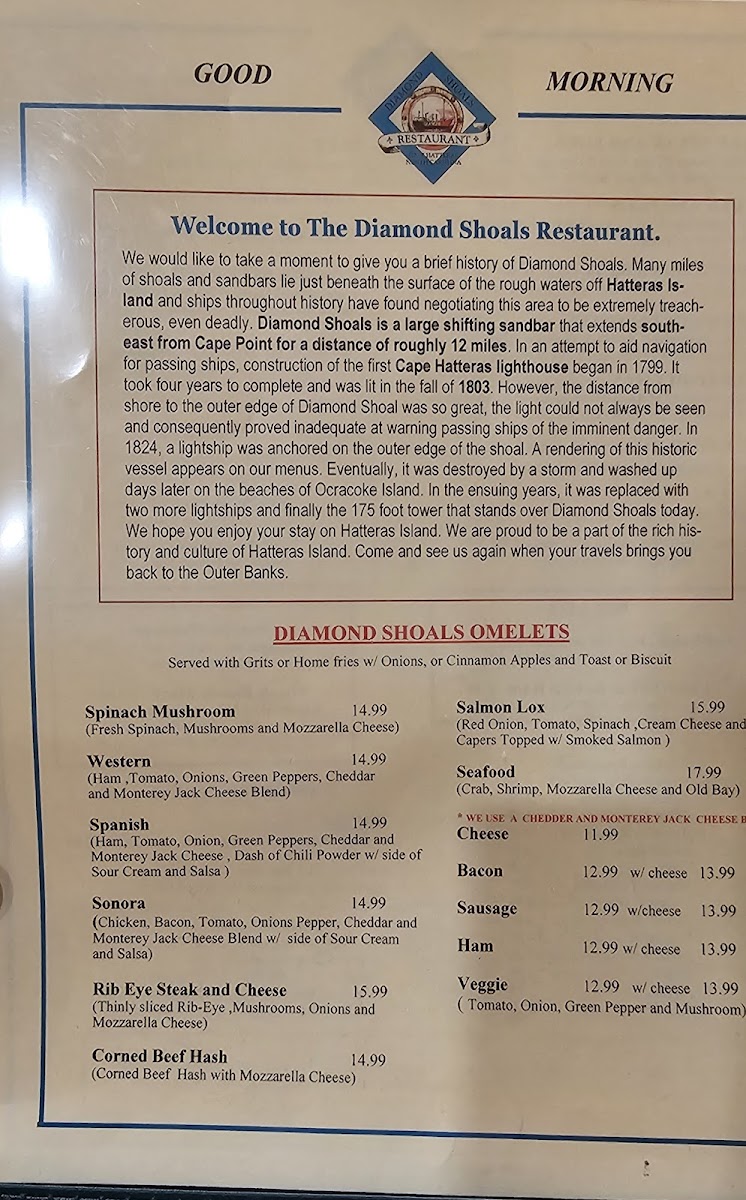 GOOD
MORNING
DIAMOND SHOALS
RESTAURANT
Welcome to The Diamond Shoals Restaurant.
We would like to take a moment to give you a brief history of Diamond Shoals. Many miles
of shoals and sandbars lie just beneath the surface of the rough waters off Hatteras Is-
land and ships throughout history have found negotiating this area to be extremely treach-
erous, even deadly. Diamond Shoals is a large shifting sandbar that extends south-
east from Cape Point for a distance of roughly 12 miles. In an attempt to aid navigation
for passing ships, construction of the first Cape Hatteras lighthouse began in 1799. It
took four years to complete and was lit in the fall of 1803. However, the distance from
shore to the outer edge of Diamond Shoal was so great, the light could not always be seen
and consequently proved inadequate at warning passing ships of the imminent danger. In
1824, a lightship was anchored on the outer edge of the shoal. A rendering of this historic
vessel appears on our menus. Eventually, it was destroyed by a storm and washed up
days later on the beaches of Ocracoke Island. In the ensuing years, it was replaced with
two more lightships and finally the 175 foot tower that stands over Diamond Shoals today.
We hope you enjoy your stay on Hatteras Island. We are proud to be a part of the rich his-
tory and culture of Hatteras Island. Come and see us again when your travels brings you
back to the Outer Banks.
DIAMOND SHOALS OMELETS
Served with Grits or Home fries w/ Onions, or Cinnamon Apples and Toast or Biscuit
Spinach Mushroom 14.99
(Fresh Spinach, Mushrooms and Mozzarella Cheese)
Western 14.99
(Ham ,Tomato, Onions, Green Peppers, Cheddar
and Monterey Jack Cheese Blend)
Spanish 14.99
(Ham, Tomato, Onion, Green Peppers, Cheddar and
Monterey Jack Cheese , Dash of Chili Powder w/ side of
Sour Cream and Salsa )
Sonora 14.99
(Chicken, Bacon, Tomato, Onions Pepper, Cheddar and
Monterey Jack Cheese Blend w/ side of Sour Cream
and Salsa)
Rib Eye Steak and Cheese 15.99
(Thinly sliced Rib-Eye ,Mushrooms, Onions and
Mozzarella Cheese)
Corned Beef Hash 14.99
(Corned Beef Hash with Mozzarella Cheese)
Salmon Lox 15.99
(Red Onion, Tomato, Spinach ,Cream Cheese and
Capers Topped w/ Smoked Salmon )
Seafood 17.99
(Crab, Shrimp, Mozzarella Cheese and Old Bay)
* WE USE A CHEDDER AND MONTEREY JACK CHEESE
Cheese 11.99
Bacon 12.99 w/ cheese 13.99
Sausage 12.99 w/cheese 13.99
Ham 12.99 w/ cheese 13.99
Veggie 12.99 w/ cheese 13.99
( Tomato, Onion, Green Pepper and Mushroom)